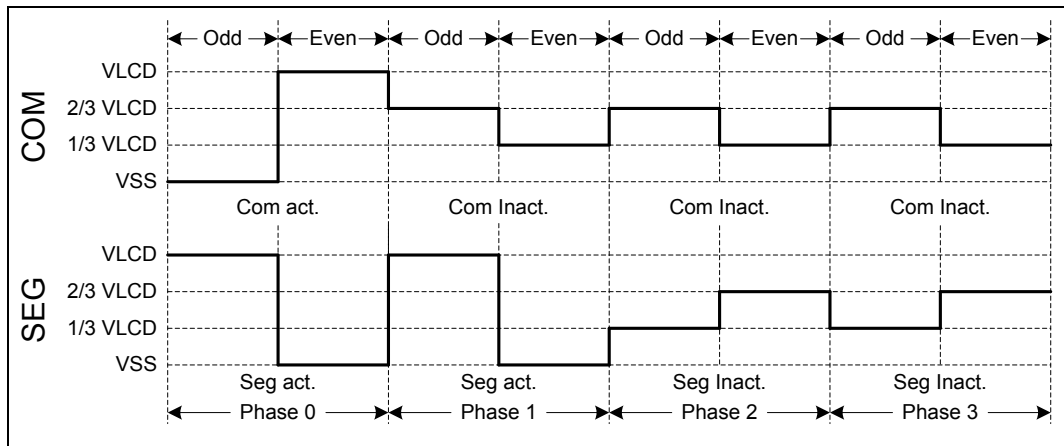 Odd Even Odd Even Odd Even Odd Even
COM
VLCD
2/3 VLCD
1/3 VLCD
VSS
Com act. Com Inact. Com Inact. Com Inact.
SEG
VLCD
2/3 VLCD
1/3 VLCD
VSS
Seg act. Seg act. Seg Inact. Seg Inact.
Phase 0 Phase 1 Phase 2 Phase 3